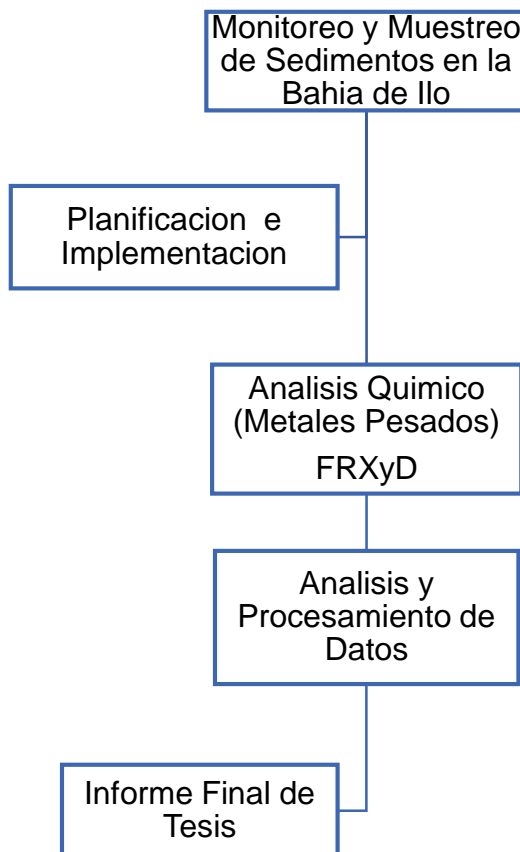 Monitoreo y Muestreo
de Sedimentos en la
Bahia de Ilo
Planificacion e
Implementacion
Analisis Quimico
(Metales Pesados)
FRXyD
Analisis y
Procesamiento de
Datos
Informe Final de
Tesis